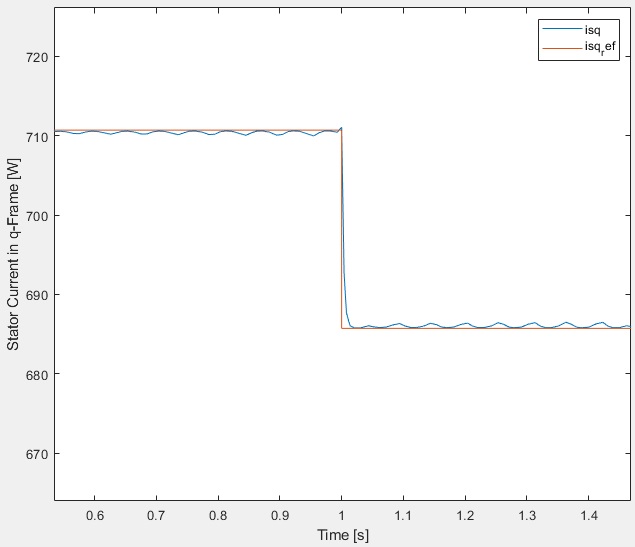 isq
isq_ref
720
710
700
690
680
670
Stator Current in q-Frame [W]
0.6 0.7 0.8 0.9 1 1.1 1.2 1.3 1.4
Time [s]